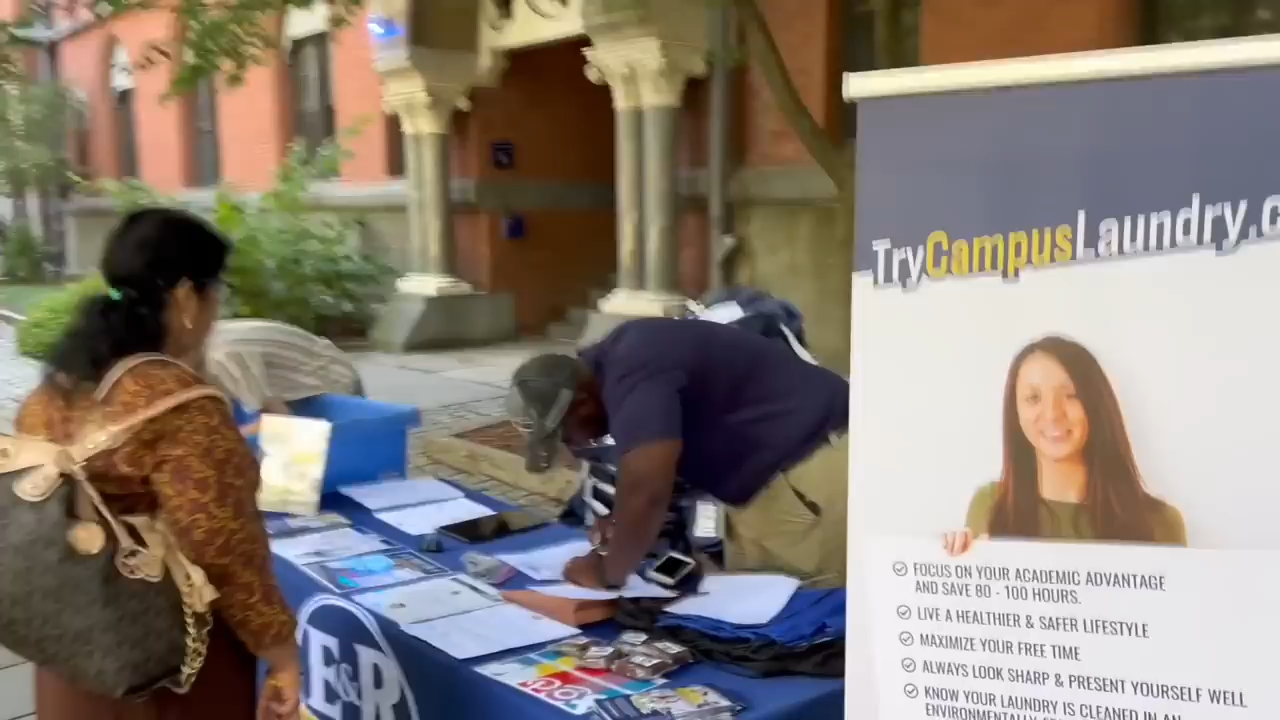 TryCampusLaundry.c
FOCUS ON YOUR ACADEMIC ADVANTAGE
AND SAVE 80 - 100 HOURS.
LIVE A HEALTHIER & SAFER LIFESTYLE
MAXIMIZE YOUR FREE TIME
ALWAYS LOOK SHARP & PRESENT YOURSELF WELL
KNOW YOUR LAUNDRY IS CLEANED IN AN
E&R